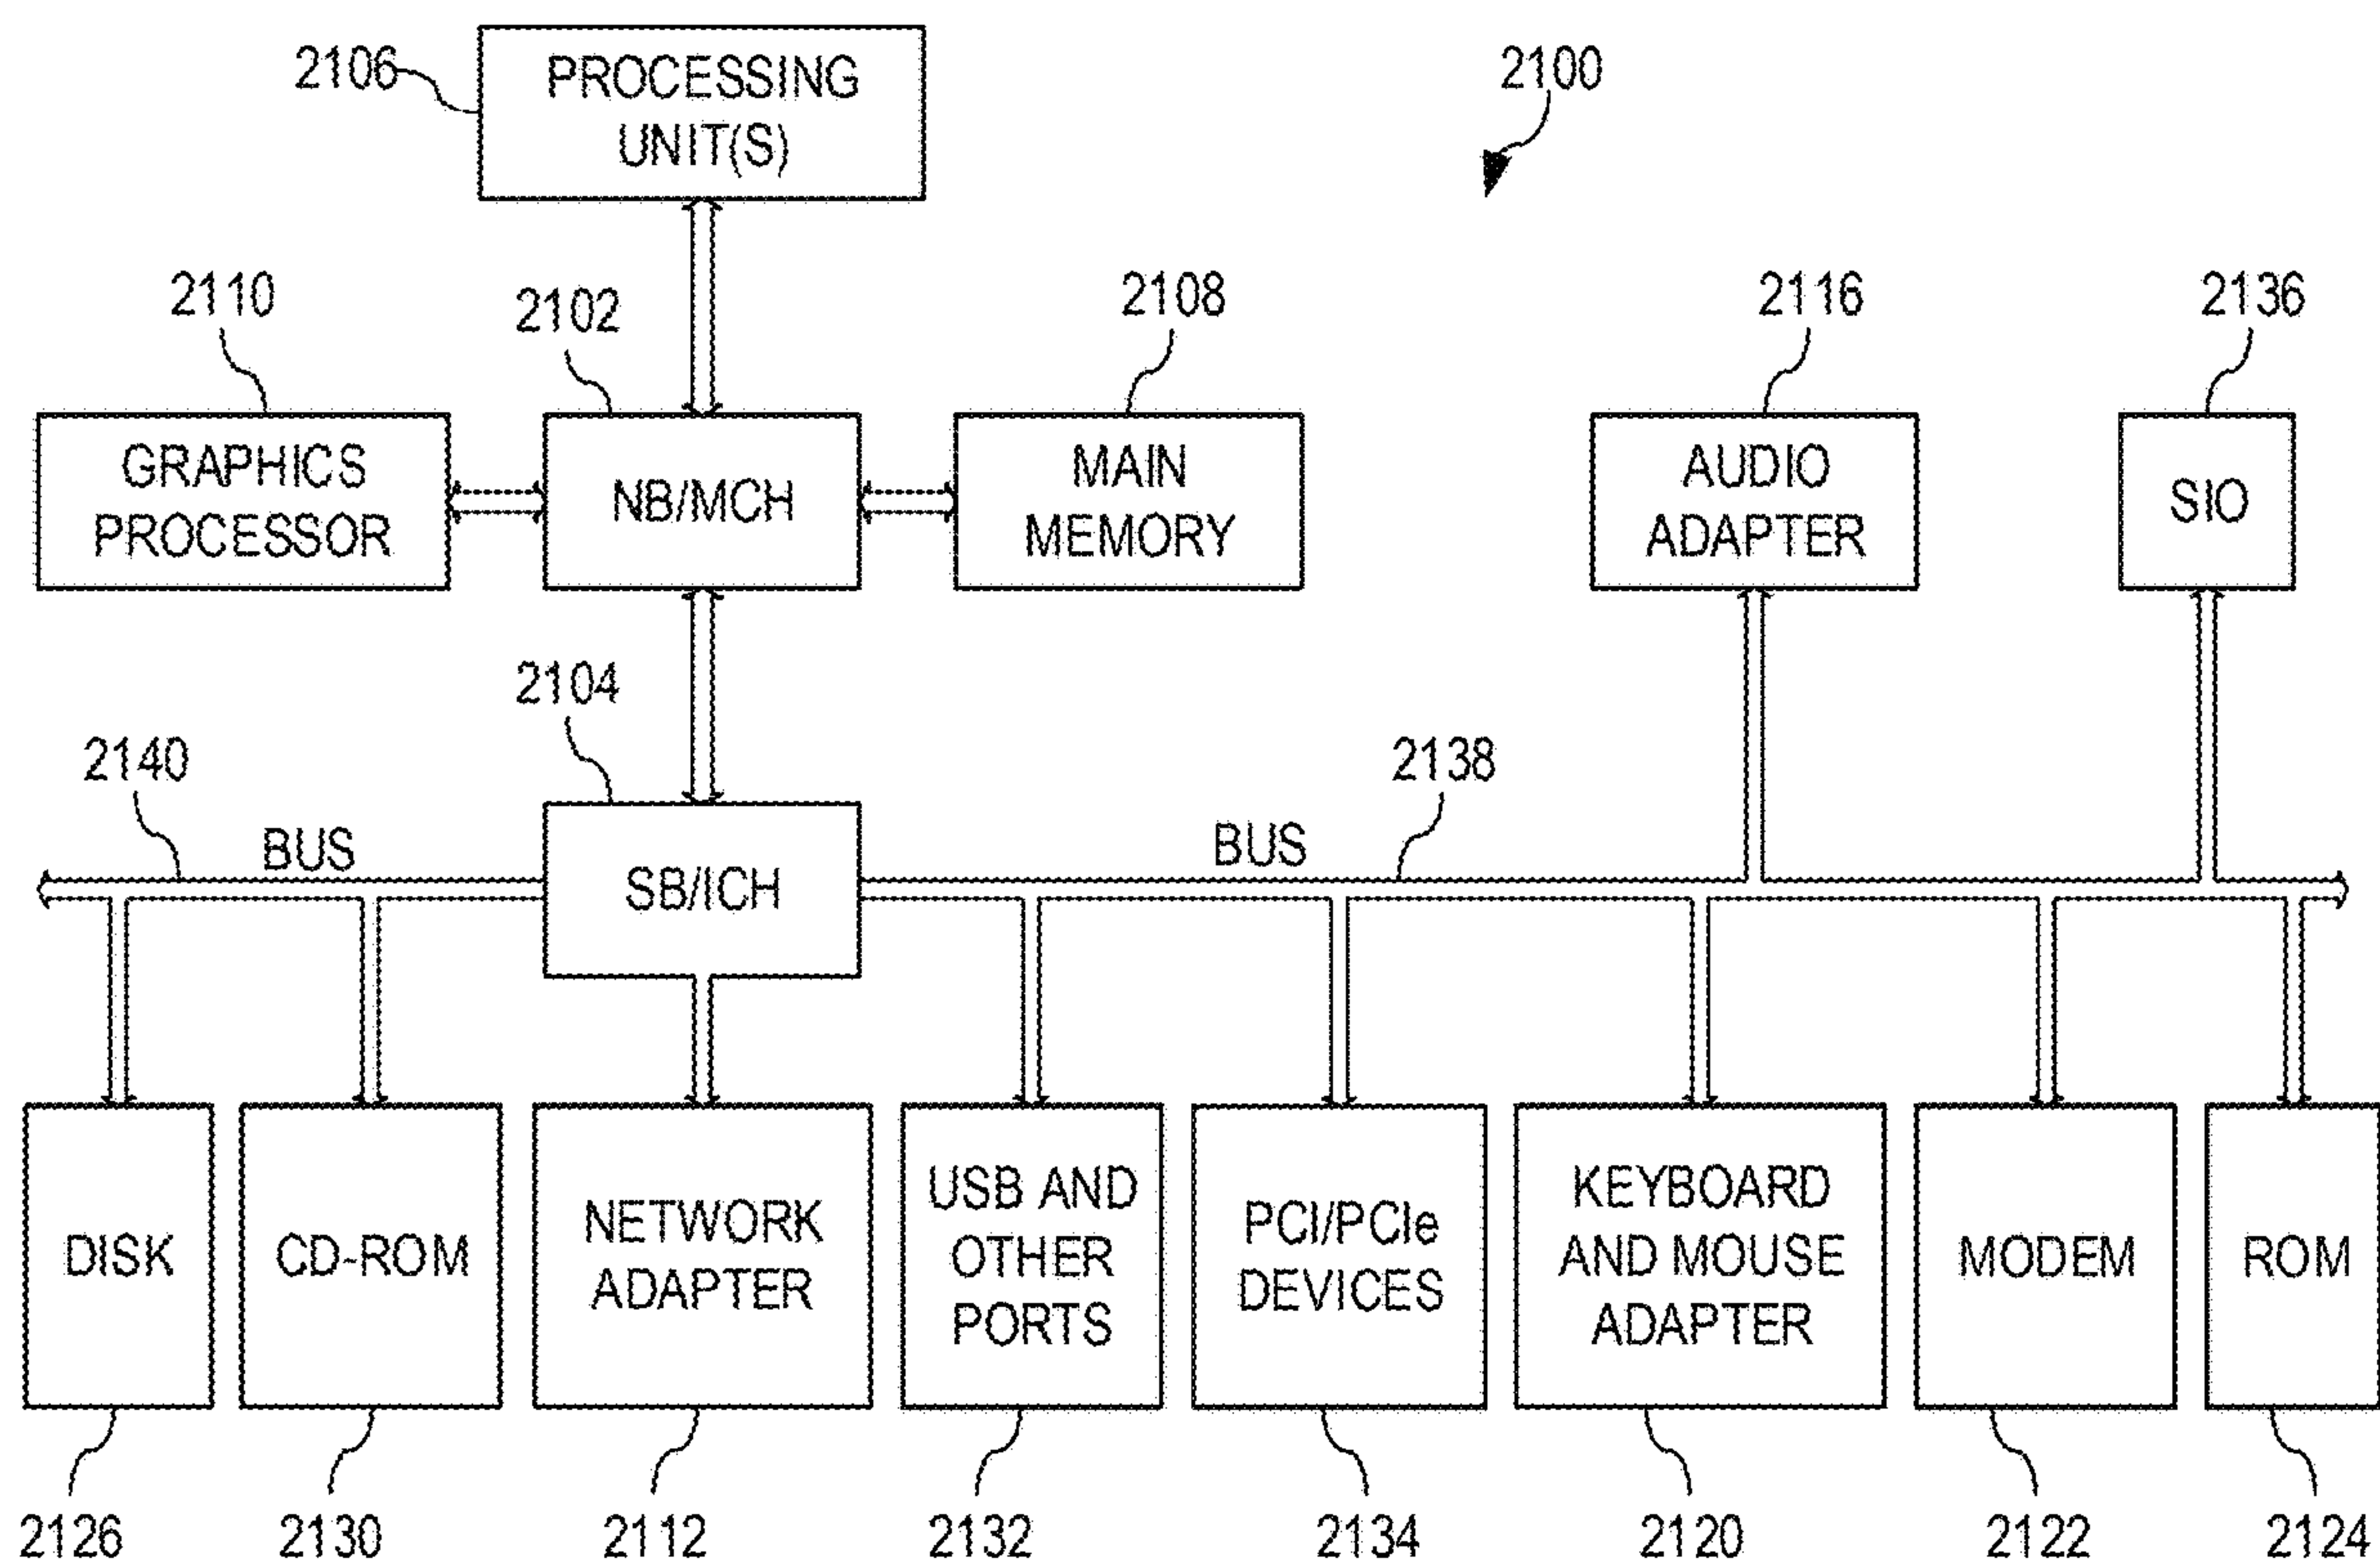 2106
PROCESSING
UNIT(S)
2100
2110
2102
2108
2116
2136
GRAPHICS
PROCESSOR
NB/MCH
MAIN
MEMORY
AUDIO
ADAPTER
SIO
2104
2140
BUS
SB/ICH
BUS
2138
DISK
CD-ROM
NETWORK
ADAPTER
USB AND
OTHER
PORTS
PCI/PCIe
DEVICES
KEYBOARD
AND MOUSE
ADAPTER
MODEM
ROM
2126
2130
2112
2132
2134
2120
2122
2124